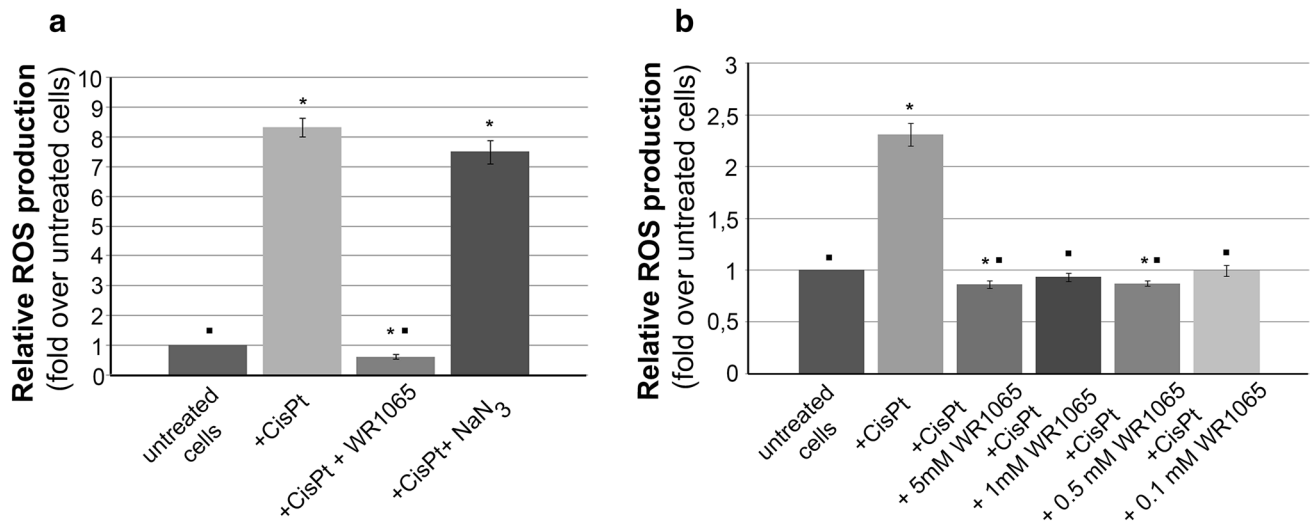 a
Relative ROS production
(fold over untreated cells)
10
9
8
7
6
5
4
3
2
1
0
*
*
* ▪
▪
untreated
cells
+CisPt
+CisPt + WR1065
+CisPt+ NaN3
b
Relative ROS production
(fold over untreated cells)
3
2,5
2
1,5
1
0,5
0
▪
*
* ▪
▪
* ▪
▪
untreated
cells
+CisPt
+CisPt
+ 5mM WR1065
+CisPt
+ 1mM WR1065
+CisPt
+ 0.5 mM WR1065
+CisPt
+ 0.1 mM WR1065